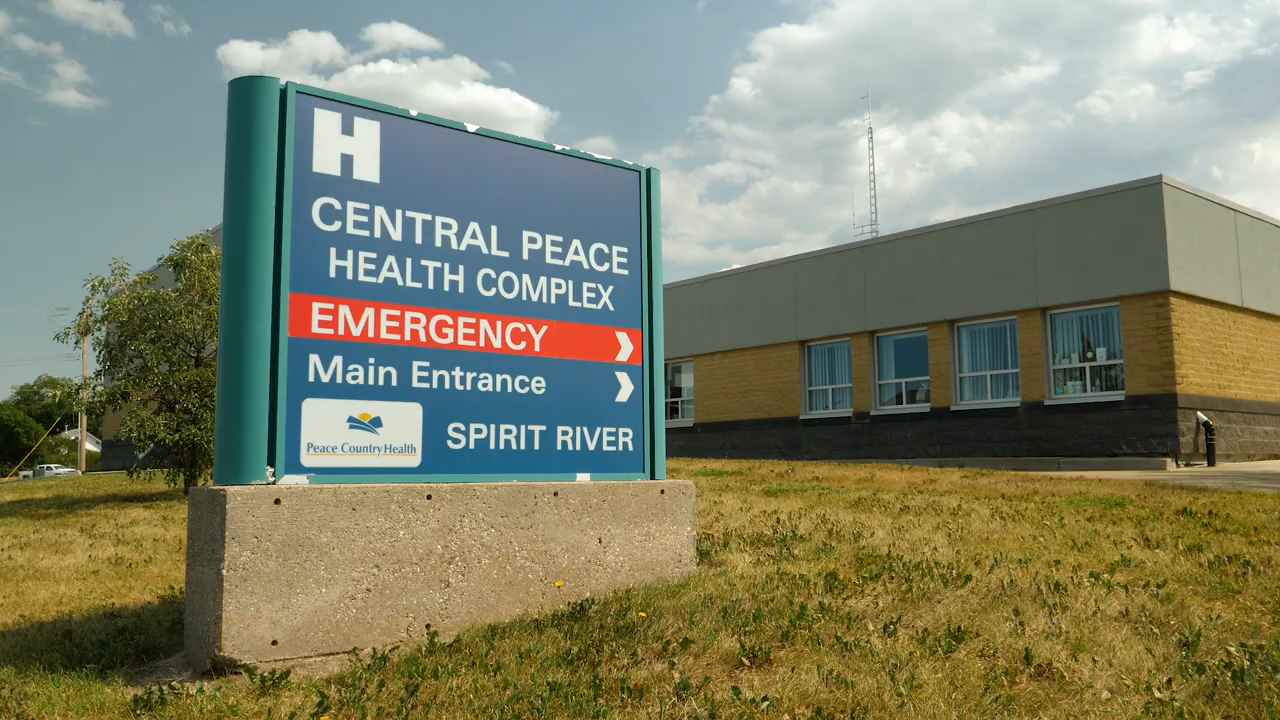 H
CENTRAL PEACE
HEALTH COMPLEX
EMERGENCY
Main Entrance
Peace Country Health
SPIRIT RIVER